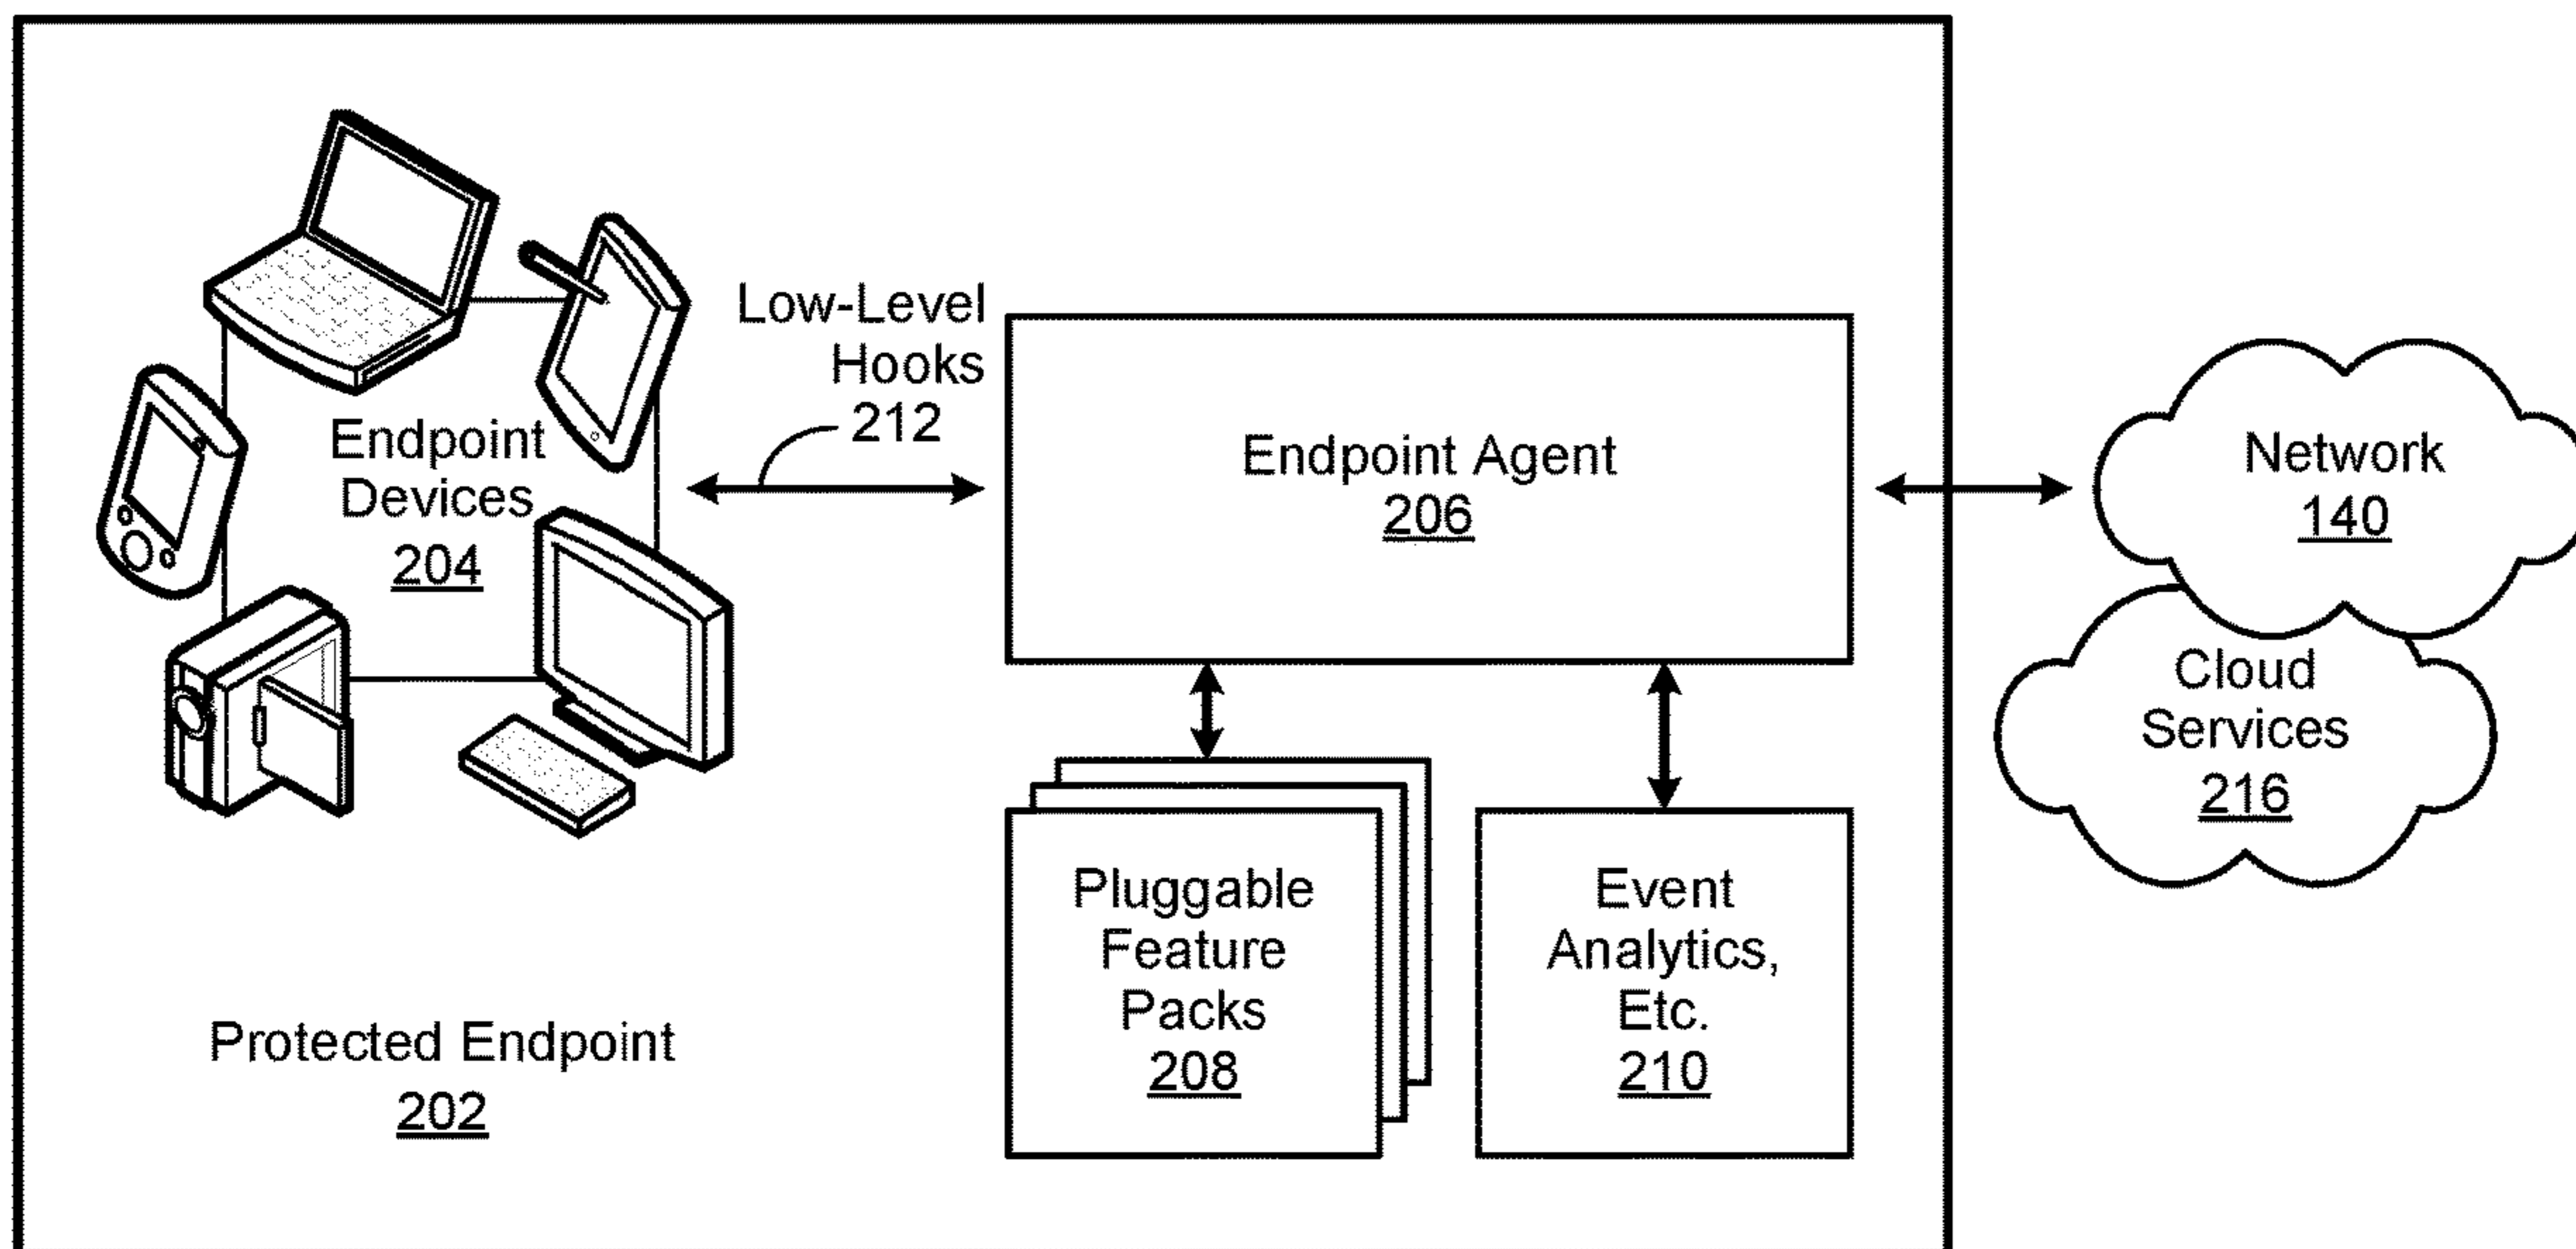 Low-Level
Hooks
212
Endpoint
Devices
204
Endpoint Agent
206
Network
140
Cloud
Services
216
Pluggable
Feature
Packs
208
Event
Analytics,
Etc.
210
Protected Endpoint
202